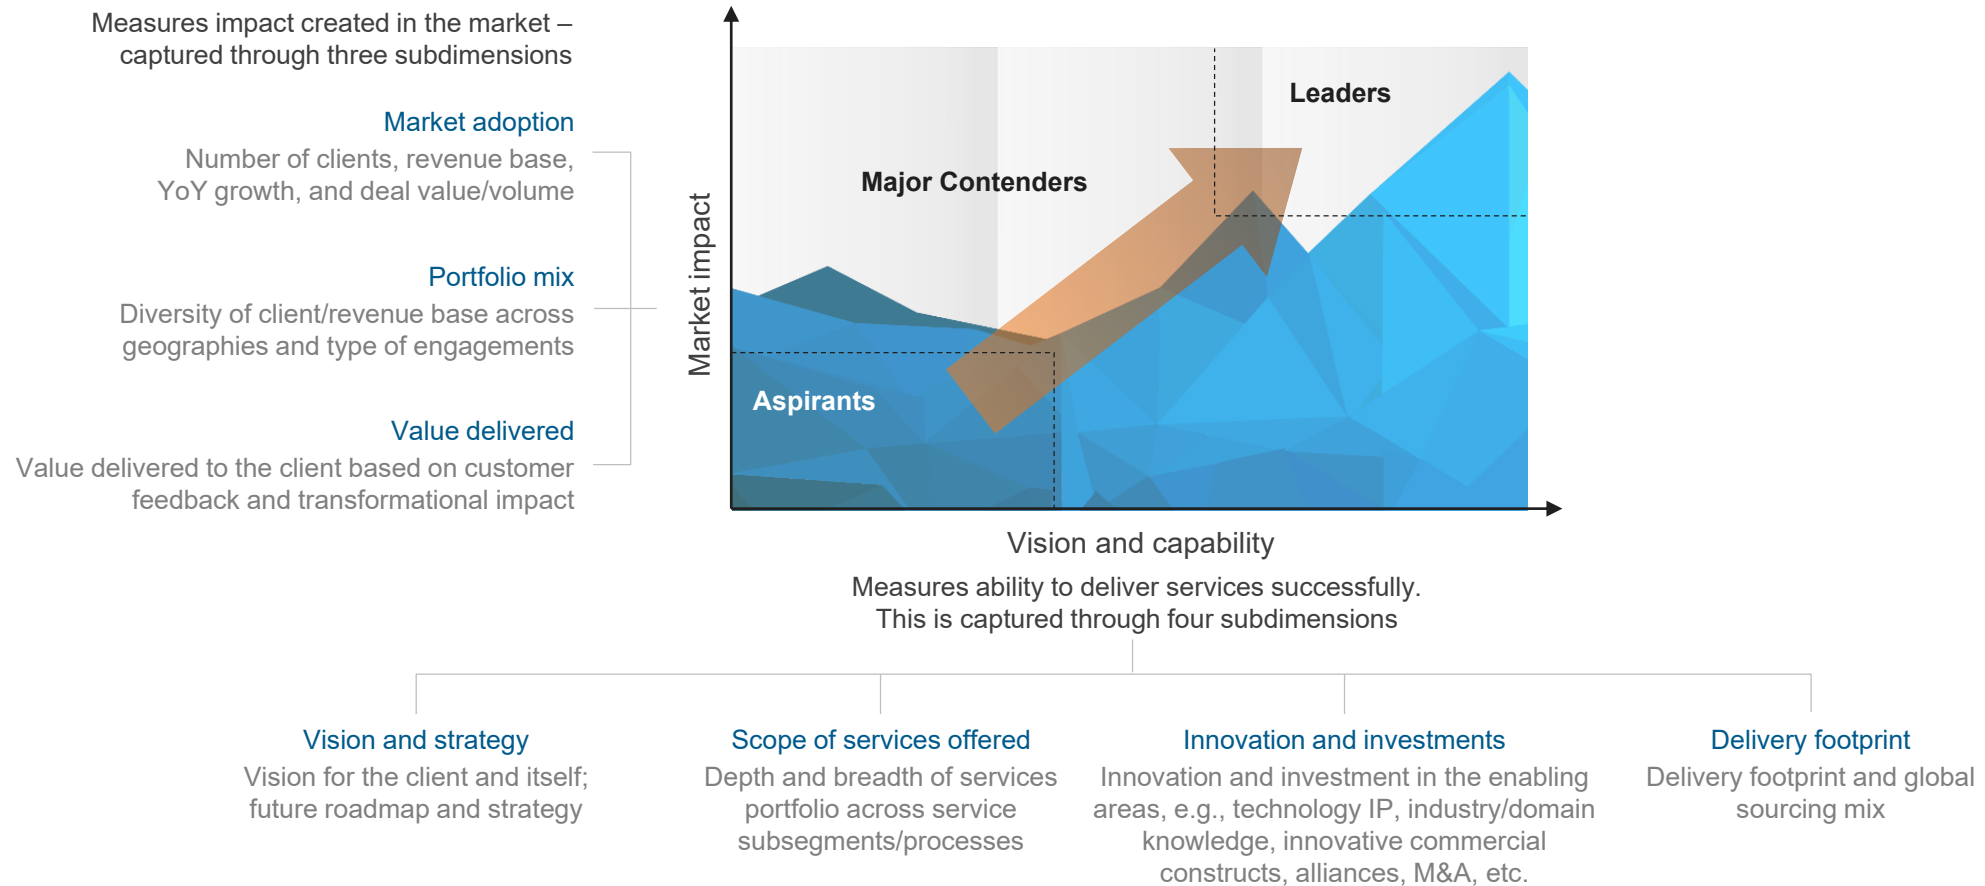 Measures impact created in the market –
captured through three subdimensions
Market adoption
Number of clients, revenue base,
YoY growth, and deal value/volume
Portfolio mix
Diversity of client/revenue base across
geographies and type of engagements
Value delivered
Value delivered to the client based on customer
feedback and transformational impact
Market impact
Leaders
Major Contenders
Aspirants
Vision and capability
Measures ability to deliver services successfully.
This is captured through four subdimensions
Vision and strategy
Vision for the client and itself;
future roadmap and strategy
Scope of services offered
Depth and breadth of services
portfolio across service
subsegments/processes
Innovation and investments
Innovation and investment in the enabling
areas, e.g., technology IP, industry/domain
knowledge, innovative commercial
constructs, alliances, M&A, etc.
Delivery footprint
Delivery footprint and global
sourcing mix